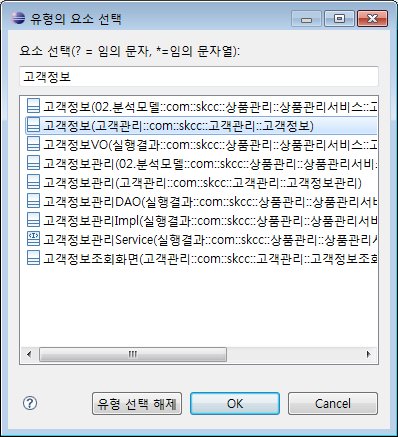 유형의 요소 선택
요소 선택(? = 임의 문자, *=임의 문자열):
고객정보
고객정보(02.분석모델::com::skcc::상품관리::상품관리서비스::고
고객정보(고객관리::com::skcc::고객관리::고객정보)
고객정보VO(실행결과::com::skcc::상품관리::상품관리서비스::고
고객정보관리(02.분석모델::com::skcc::상품관리::상품관리서비
고객정보관리(고객관리::com::skcc::고객관리::고객정보관리)
고객정보관리DAO(실행결과::com::skcc::상품관리::상품관리서비
고객정보관리Impl(실행결과::com::skcc::상품관리::상품관리서비
고객정보관리Service(실행결과::com::skcc::상품관리::상품관리서
고객정보조회화면(고객관리::com::skcc::고객관리::고객정보조회
유형 선택 해제 OK Cancel